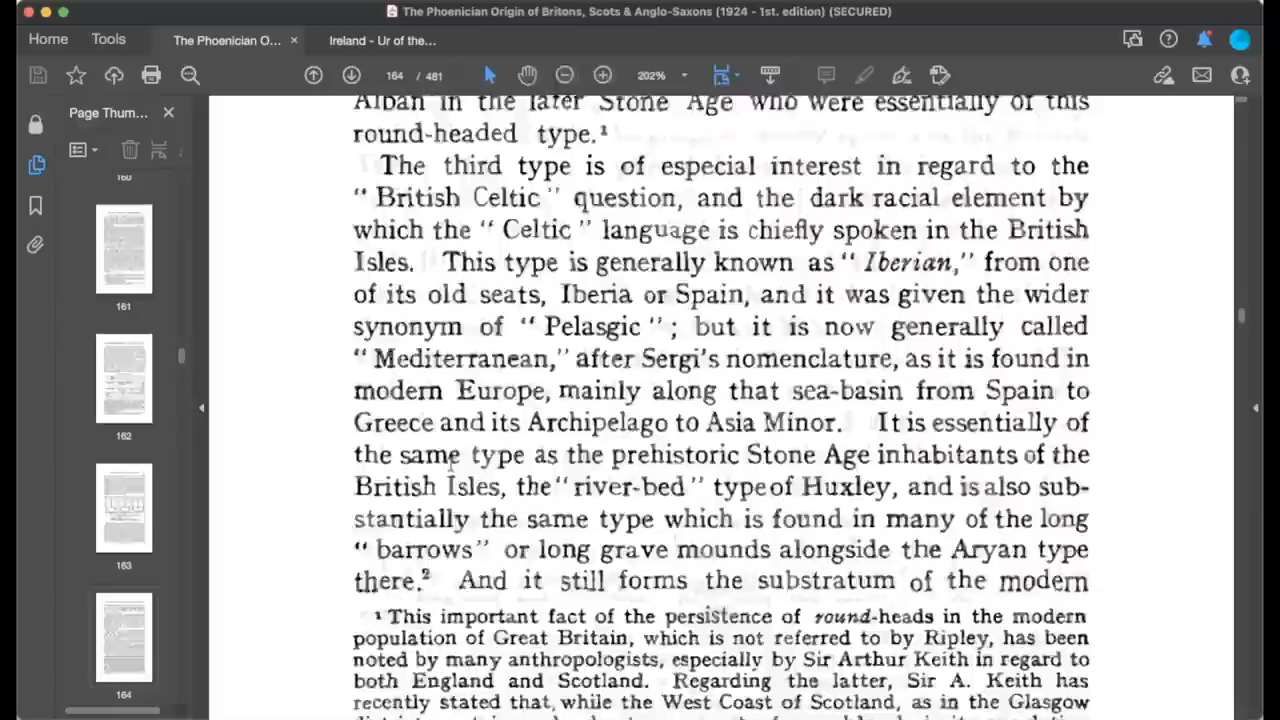 The Phoenician Origin of Britons, Scots & Anglo-Saxons (1924 - 1st. edition) (SECURED)
Home Tools The Phoenician O... × Ireland - Ur of the...
164 / 481 202%
Page Thum...
160
161
162
163
164
Alban in the later Stone Age who were essentially of this
round-headed type.¹
The third type is of especial interest in regard to the
“ British Celtic ” question, and the dark racial element by
which the “ Celtic ” language is chiefly spoken in the British
Isles. This type is generally known as “ Iberian,” from one
of its old seats, Iberia or Spain, and it was given the wider
synonym of “ Pelasgic ” ; but it is now generally called
“ Mediterranean,” after Sergi’s nomenclature, as it is found in
modern Europe, mainly along that sea-basin from Spain to
Greece and its Archipelago to Asia Minor. It is essentially of
the same type as the prehistoric Stone Age inhabitants of the
British Isles, the “ river-bed ” type of Huxley, and is also sub-
stantially the same type which is found in many of the long
“ barrows ” or long grave mounds alongside the Aryan type
there.² And it still forms the substratum of the modern
¹ This important fact of the persistence of round-heads in the modern
population of Great Britain, which is not referred to by Ripley, has been
noted by many anthropologists, especially by Sir Arthur Keith in regard to
both England and Scotland. Regarding the latter, Sir A. Keith has
recently stated that, while the West Coast of Scotland, as in the Glasgow